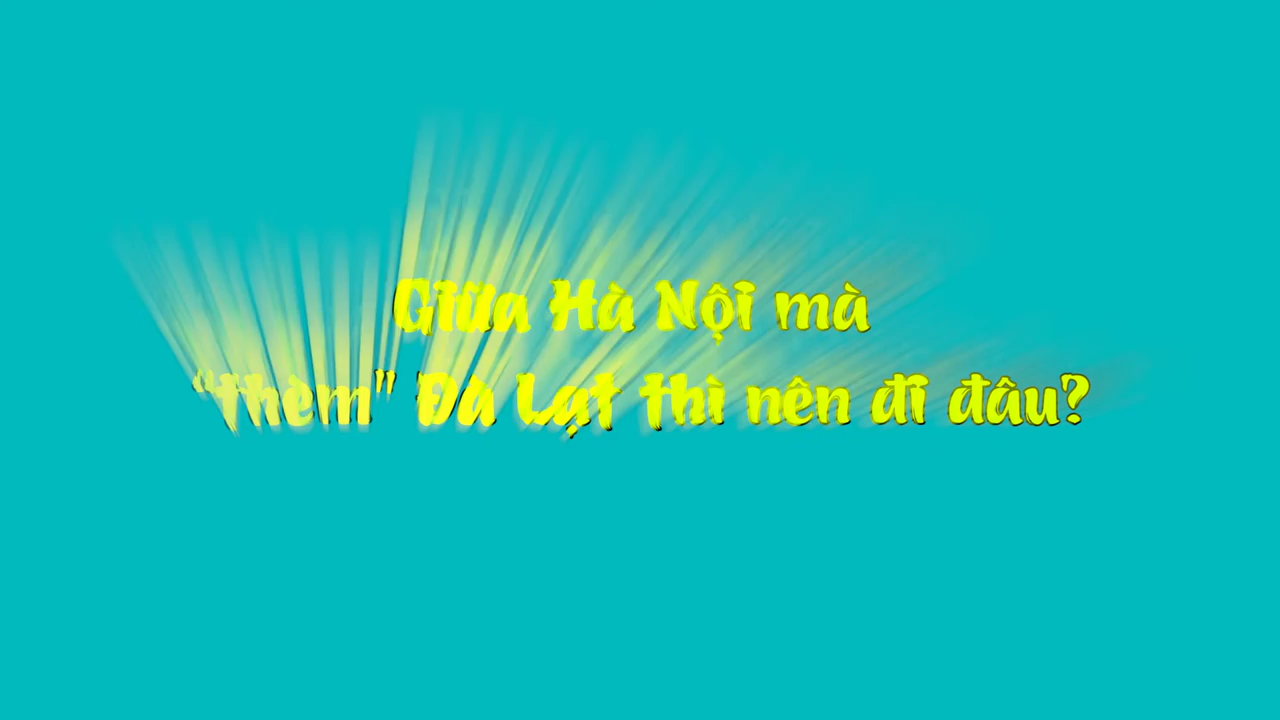 Giữa Hà Nội mà
"thèm" Đà Lạt thì nên đi đâu?